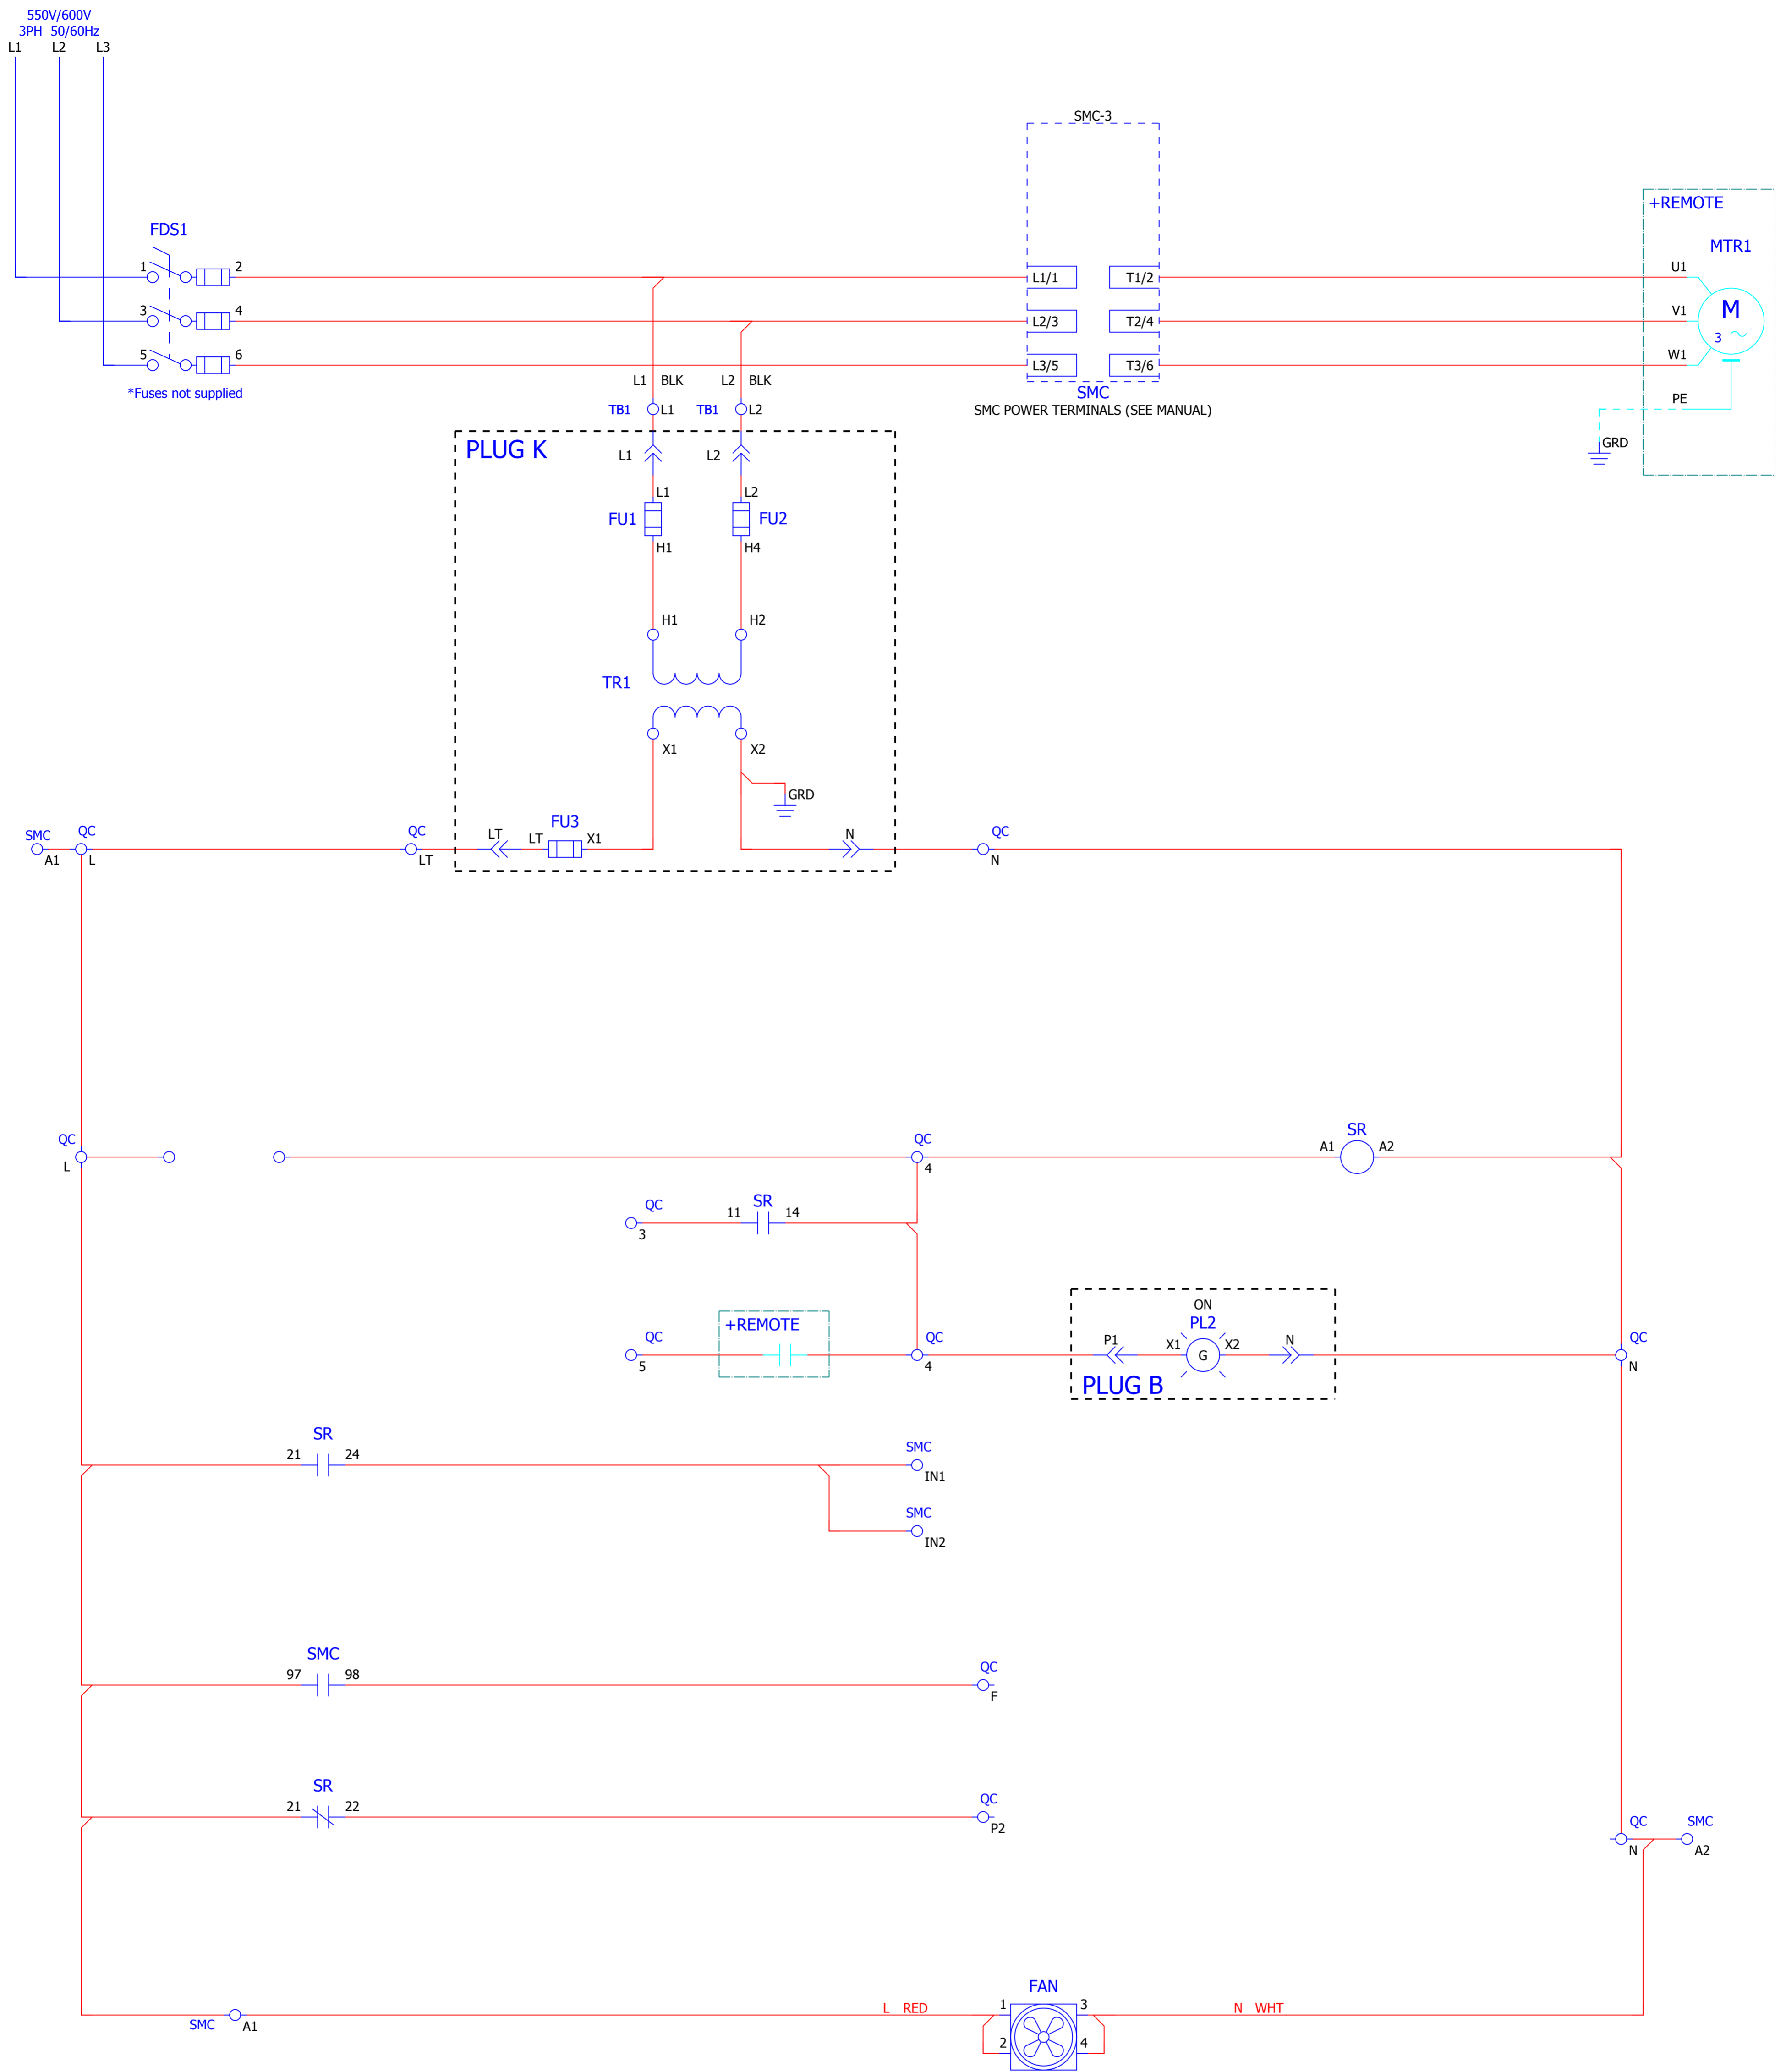 550V/600V
3PH 50/60Hz
L1 L2 L3
SMC-3
+REMOTE
FDS1
MTR1
1 2
L1/1 T1/2
U1
3 4
L2/3 T2/4
V1
M
3
5 6
L3/5 T3/6
W1
*Fuses not supplied
L1 BLK L2 BLK
SMC
SMC POWER TERMINALS (SEE MANUAL)
PE
TB1 L1 TB1 L2
GRD
PLUG K
L1 L2
L1 L2
FU1 FU2
H1 H4
H1 H2
TR1
X1 X2
GRD
SMC QC QC LT FU3 N QC
LT X1
A1 L LT N
QC QC SR
A1 A2
L 4
QC SR
11 14
3
ON
+REMOTE PL2
QC QC P1 X1 G X2 N QC
5 4 N
PLUG B
SR SMC
21 24
IN1
SMC
IN2
SMC QC
97 98
F
SR QC
21 22
P2
QC SMC
N A2
FAN
L RED 1 3 N WHT
SMC A1
2 4